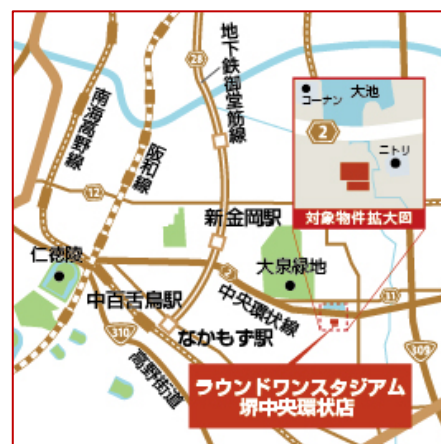 28
地下鉄御堂筋線
南海高野線
阪和線
コーナン
大池
2
ニトリ
対象物件拡大図
12
新金岡駅
仁徳陵
大泉緑地
2
中央環状線
中百舌鳥駅
310
なかもず駅
高野街道
309
ラウンドワンスタジアム
堺中央環状店